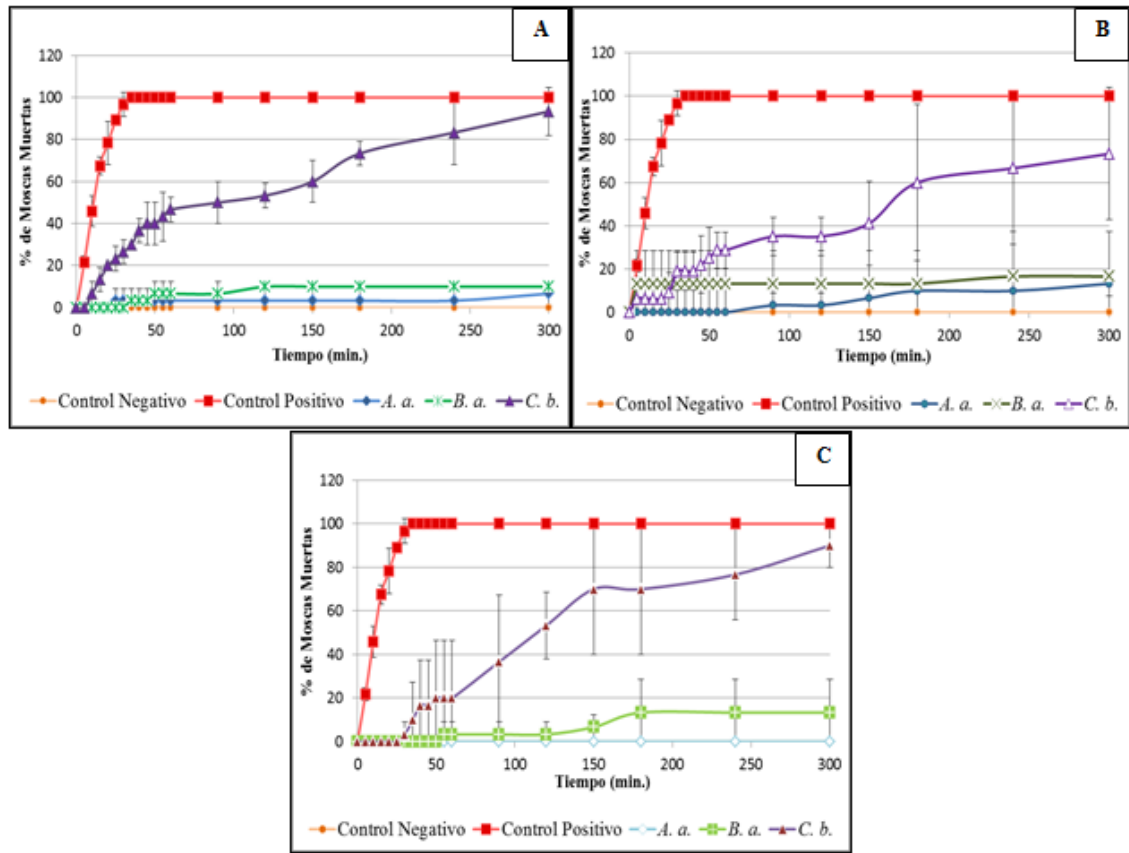 A
120
100
80
60
40
20
0
% de Moscas Muertas
0 50 100 150 200 250 300
Tiempo (min.)
Control Negativo Control Positivo A. a. B. a. C. b.
B
120
100
80
60
40
20
0
% de Moscas Muertas
0 50 100 150 200 250 300
Tiempo (min.)
Control Negativo Control Positivo A. a. B. a. C. b.
C
120
100
80
60
40
20
0
% de Moscas Muertas
0 50 100 150 200 250 300
Tiempo (min.)
Control Negativo Control Positivo A. a. B. a. C. b.